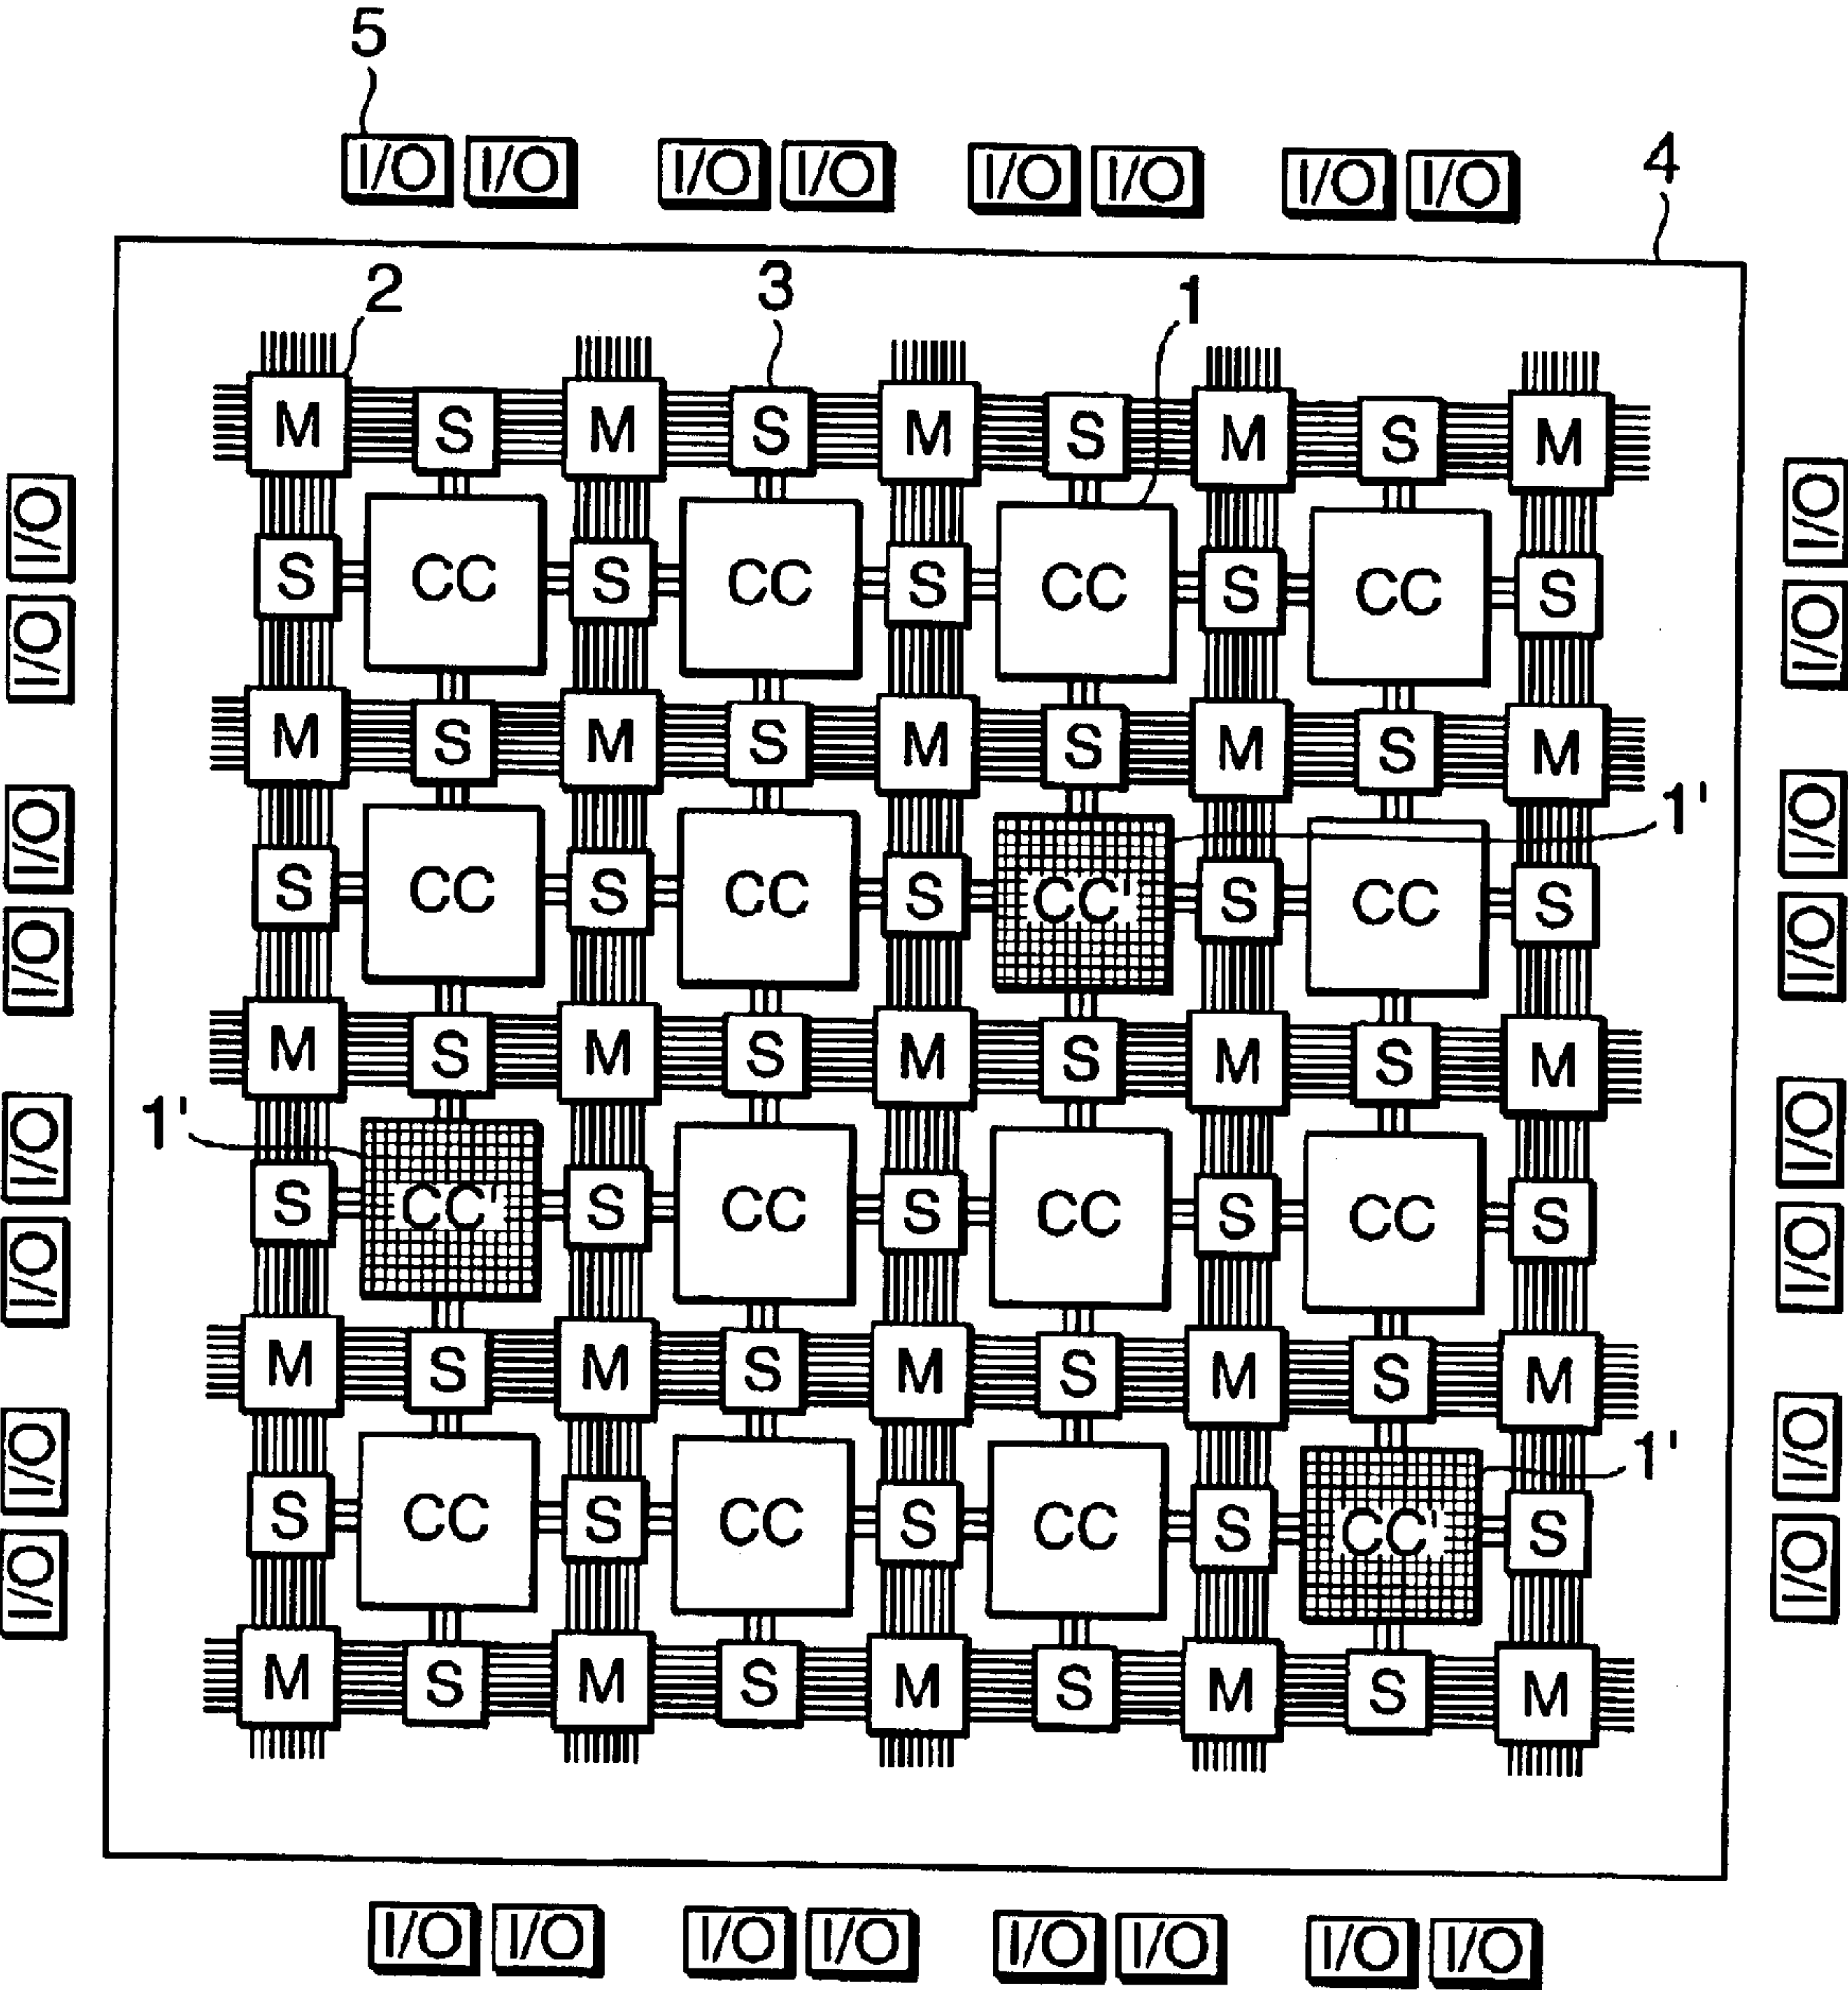 5
I/O I/O I/O I/O I/O I/O I/O I/O
4
2 3 1
M S M S M S M S M
I/O I/O
S CC S CC S CC S CC S
I/O I/O
M S M S M S M S M
1'
I/O I/O
S CC S CC S CC' S CC S
I/O I/O
M S M S M S M S M
1'
I/O I/O
S CC' S CC S CC S CC S
I/O I/O
M S M S M S M S M
I/O I/O
1'
S CC S CC S CC S CC' S
I/O I/O
M S M S M S M S M
I/O I/O I/O I/O I/O I/O I/O I/O